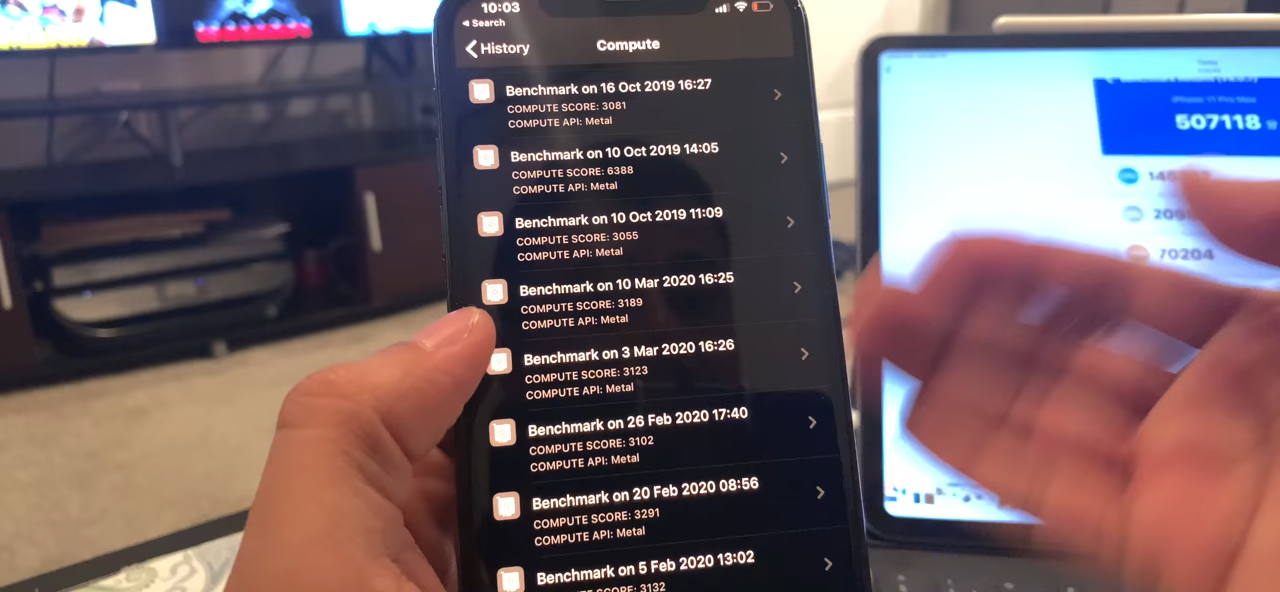 10:03
Search
History
Compute
Benchmark on 16 Oct 2019 16:27
COMPUTE SCORE: 3081
COMPUTE API: Metal
Benchmark on 10 Oct 2019 14:05
COMPUTE SCORE: 6388
COMPUTE API: Metal
Benchmark on 10 Oct 2019 11:09
COMPUTE SCORE: 3055
COMPUTE API: Metal
Benchmark on 10 Mar 2020 16:25
COMPUTE SCORE: 3189
COMPUTE API: Metal
Benchmark on 3 Mar 2020 16:26
COMPUTE SCORE: 3123
COMPUTE API: Metal
Benchmark on 26 Feb 2020 17:40
COMPUTE SCORE: 3102
COMPUTE API: Metal
Benchmark on 20 Feb 2020 08:56
COMPUTE SCORE: 3291
COMPUTE API: Metal
Benchmark on 5 Feb 2020 13:02
COMPUTE SCORE: 3132
iPhone 11 Pro Max
507118
70204